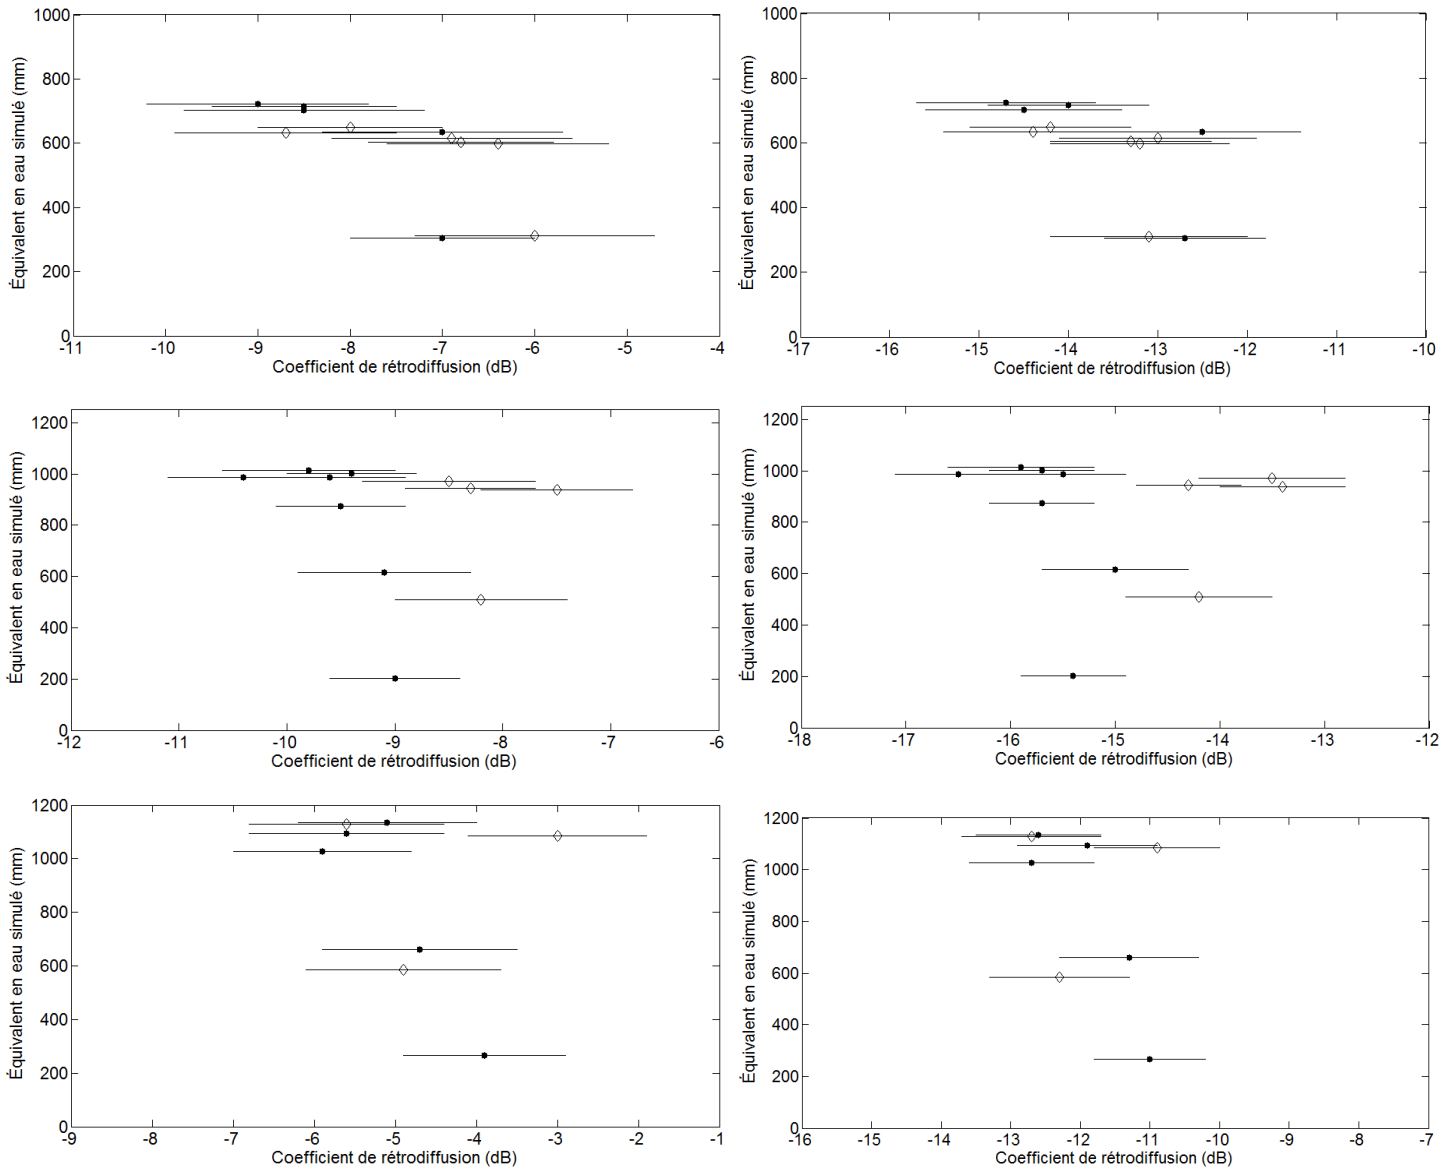 1000
800
600
400
200
0
-11 -10 -9 -8 -7 -6 -5 -4
Coefficient de rétrodiffusion (dB)
Équivalent en eau simulé (mm)
1000
800
600
400
200
0
-17 -16 -15 -14 -13 -12 -11 -10
Coefficient de rétrodiffusion (dB)
Équivalent en eau simulé (mm)
1200
1000
800
600
400
200
0
-12 -11 -10 -9 -8 -7 -6
Coefficient de rétrodiffusion (dB)
Équivalent en eau simulé (mm)
1200
1000
800
600
400
200
0
-18 -17 -16 -15 -14 -13 -12
Coefficient de rétrodiffusion (dB)
Équivalent en eau simulé (mm)
1200
1000
800
600
400
200
0
-9 -8 -7 -6 -5 -4 -3 -2 -1
Coefficient de rétrodiffusion (dB)
Équivalent en eau simulé (mm)
1200
1000
800
600
400
200
0
-16 -15 -14 -13 -12 -11 -10 -9 -8 -7
Coefficient de rétrodiffusion (dB)
Équivalent en eau simulé (mm)